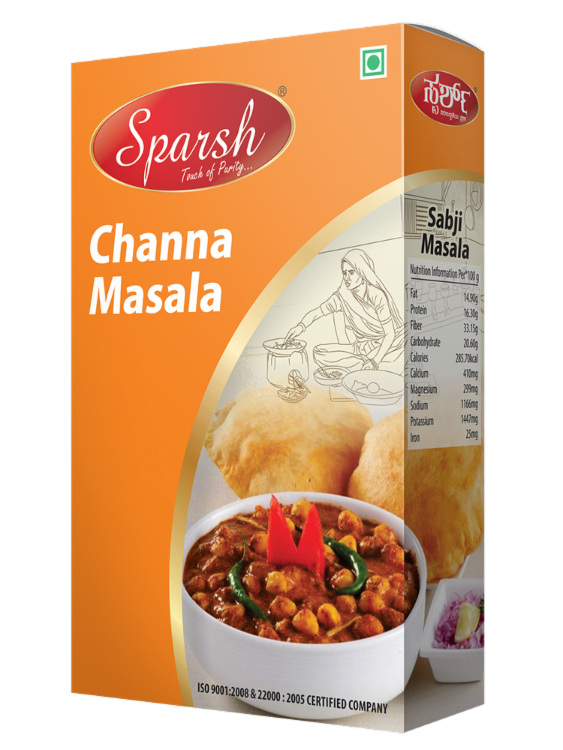 Sparsh
®
Touch of Purity...
Channa
Masala
ISO 9001:2008 & 22000 : 2005 CERTIFIED COMPANY
ಸ್ಪರ್ಶ್
®
Sabji
Masala
Nutrition Information Per*100 g
Fat 14.90g
Protein 16.30g
Fiber 33.15g
Carbohydrate 20.60g
Calories 285.70kcal
Calcium 410mg
Magnesium 299mg
Sodium 1166mg
Potassium 1447mg
Iron 25mg